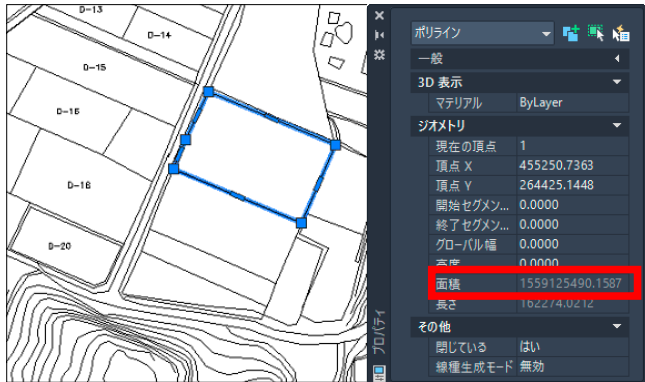 D-13
D-14
D-15
D-16
D-18
D-20
ポリライン
一般
3D 表示
マテリアル ByLayer
ジオメトリ
現在の頂点 1
頂点 X 455250.7363
頂点 Y 264425.1448
開始セグメン... 0.0000
終了セグメン... 0.0000
グローバル幅 0.0000
高度 0.0000
面積 1559125490.1587
長さ 162274.0212
その他
閉じている はい
線種生成モード 無効
プロパティ